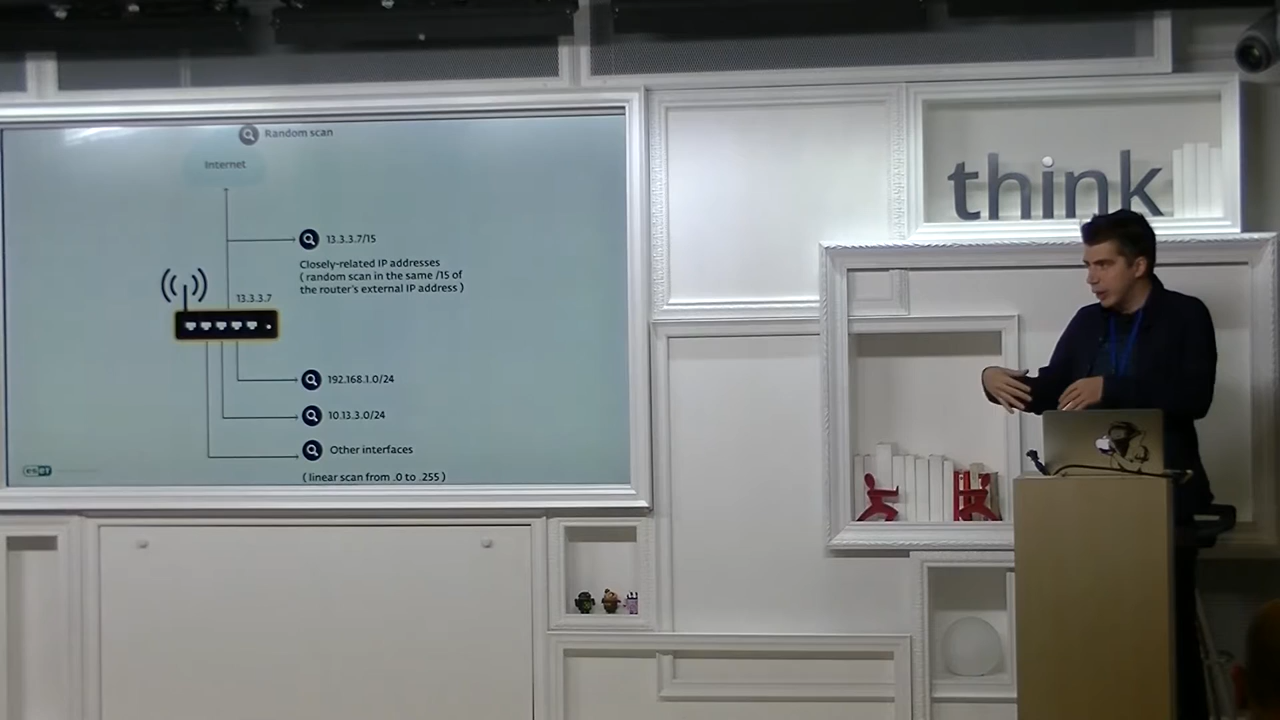 Random scan
Internet
13.3.3.7/15
Closely-related IP addresses
( random scan in the same /15 of
the router's external IP address )
13.3.3.7
192.168.1.0/24
10.13.3.0/24
Other interfaces
( linear scan from .0 to .255 )
eset
think